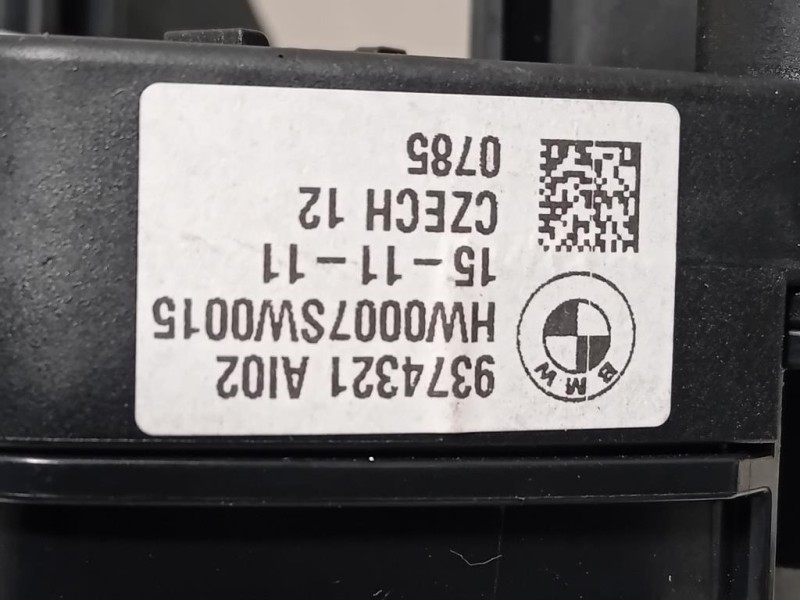 BMW
9374321 AI02
HW0007SW0015
15-11-11
CZECH 12
0785